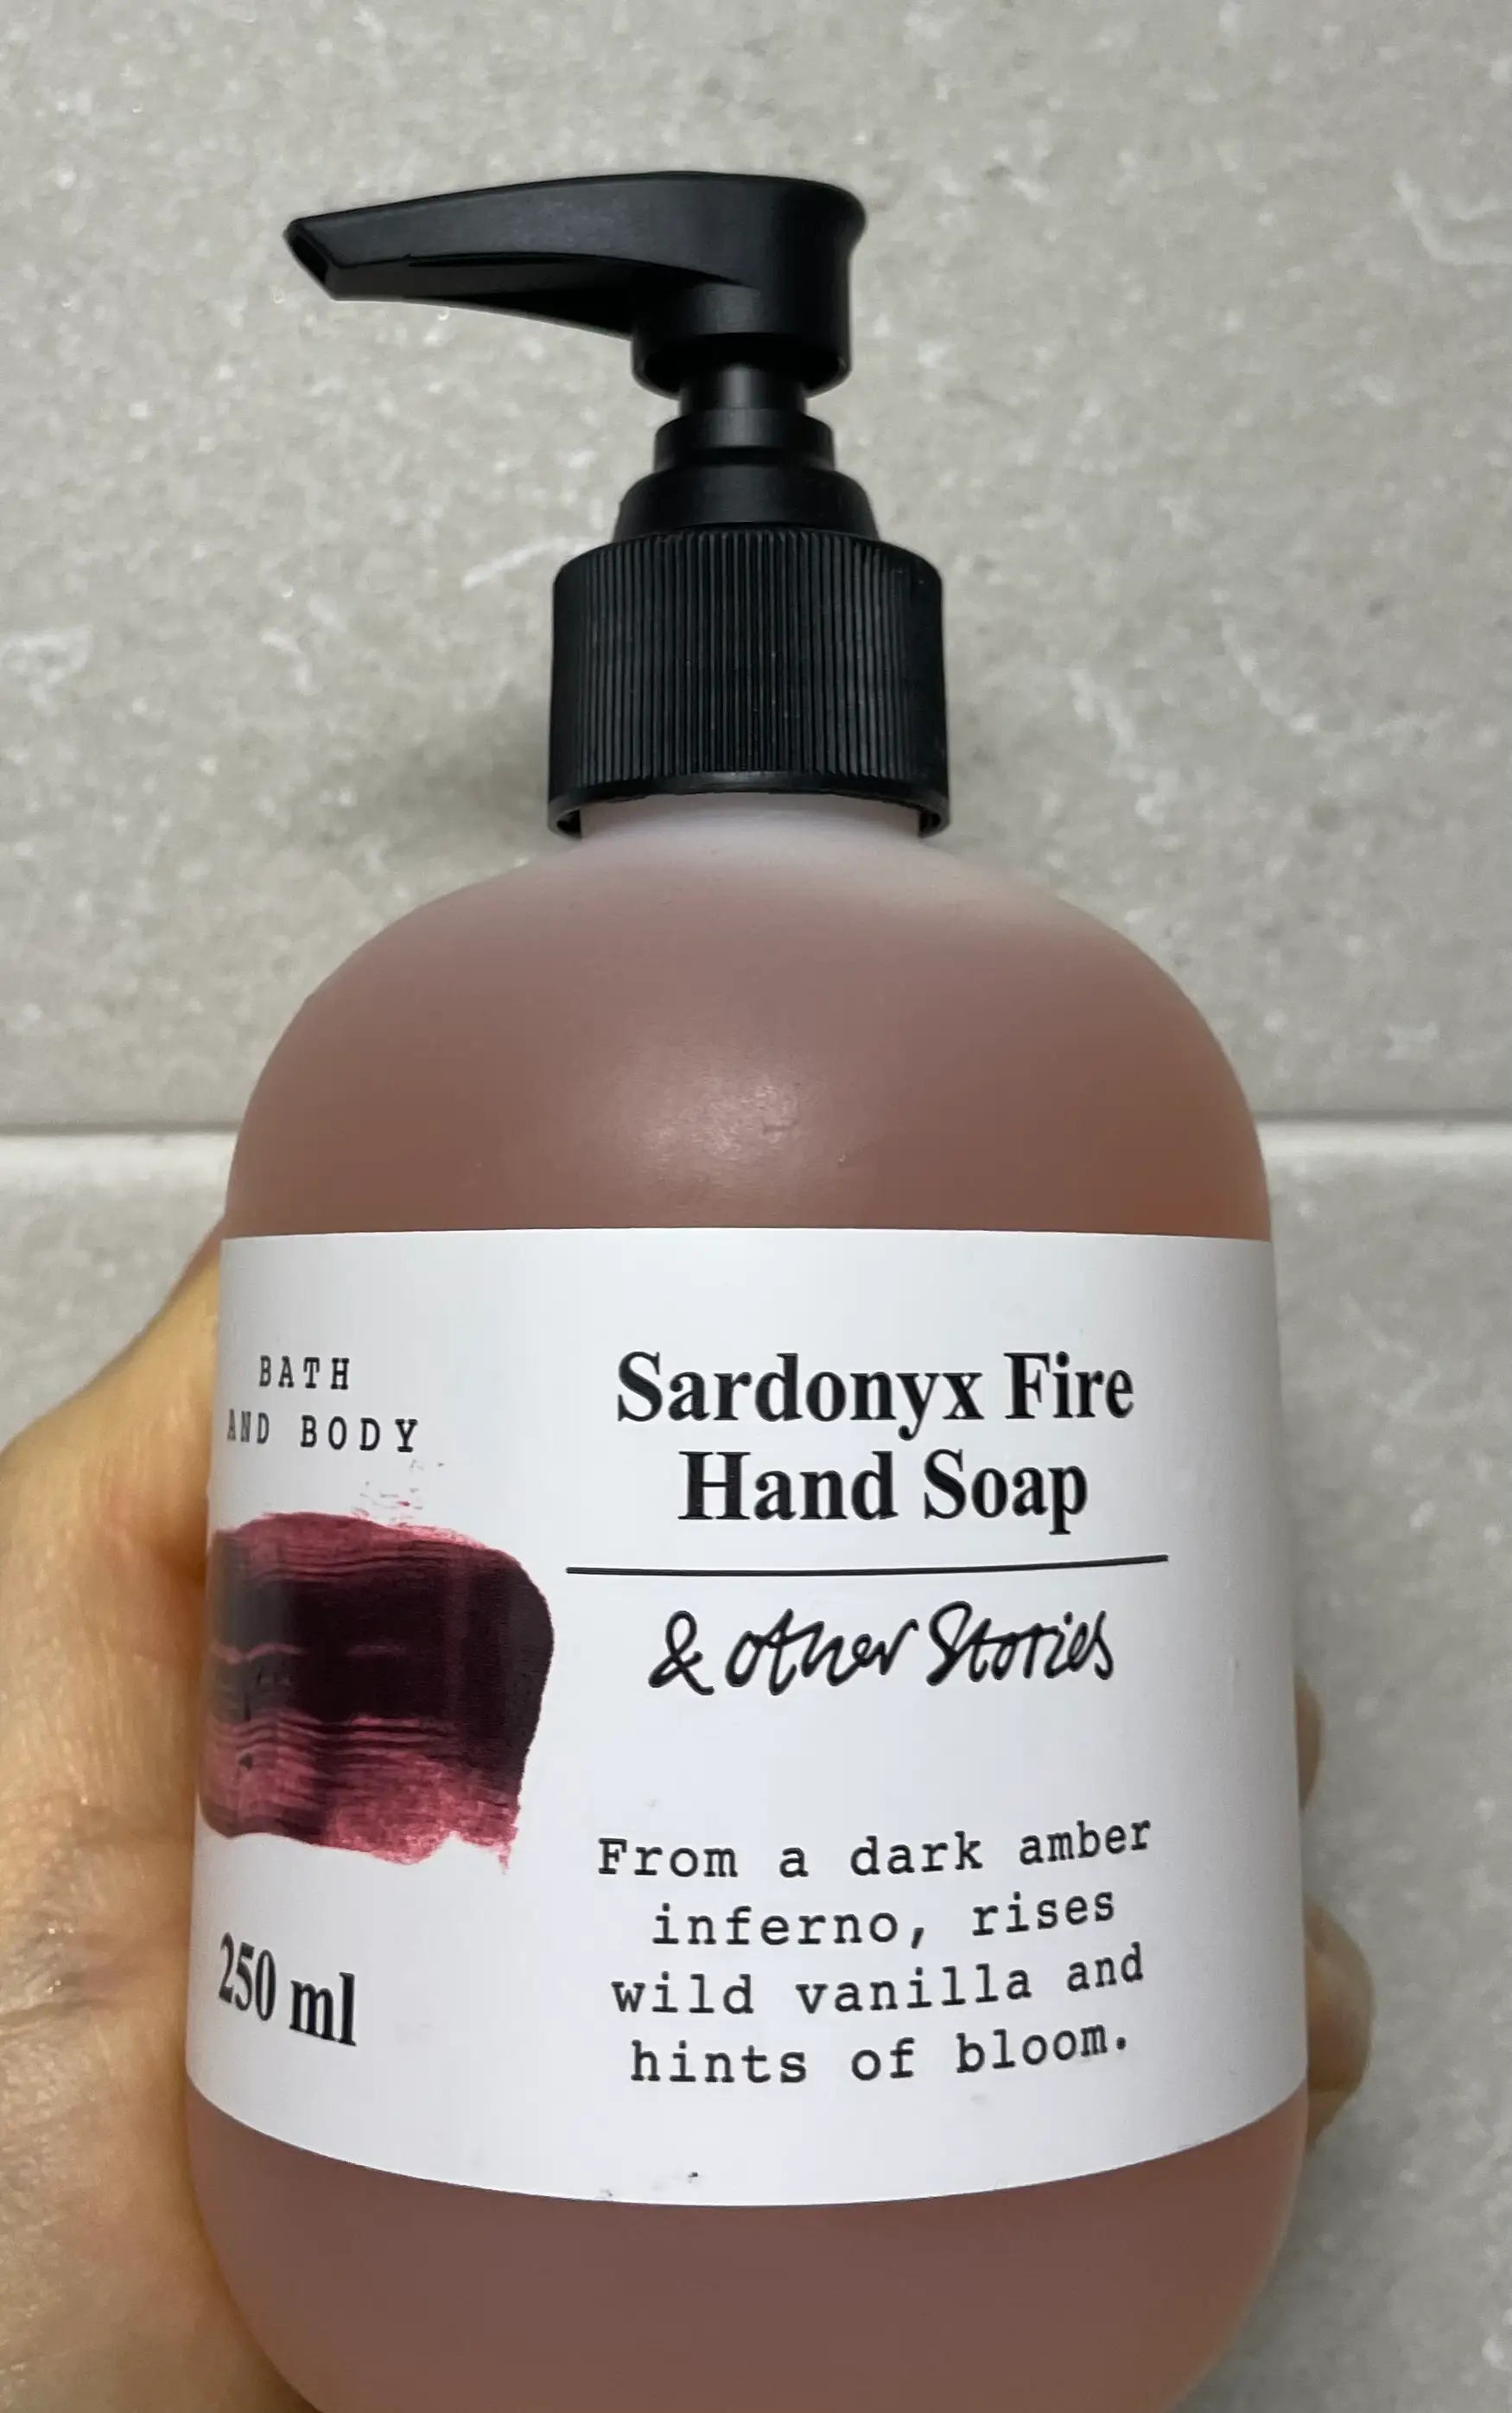 BATH
AND BODY
250 ml
Sardonyx Fire
Hand Soap
& other Stories
From a dark amber
inferno, rises
wild vanilla and
hints of bloom.